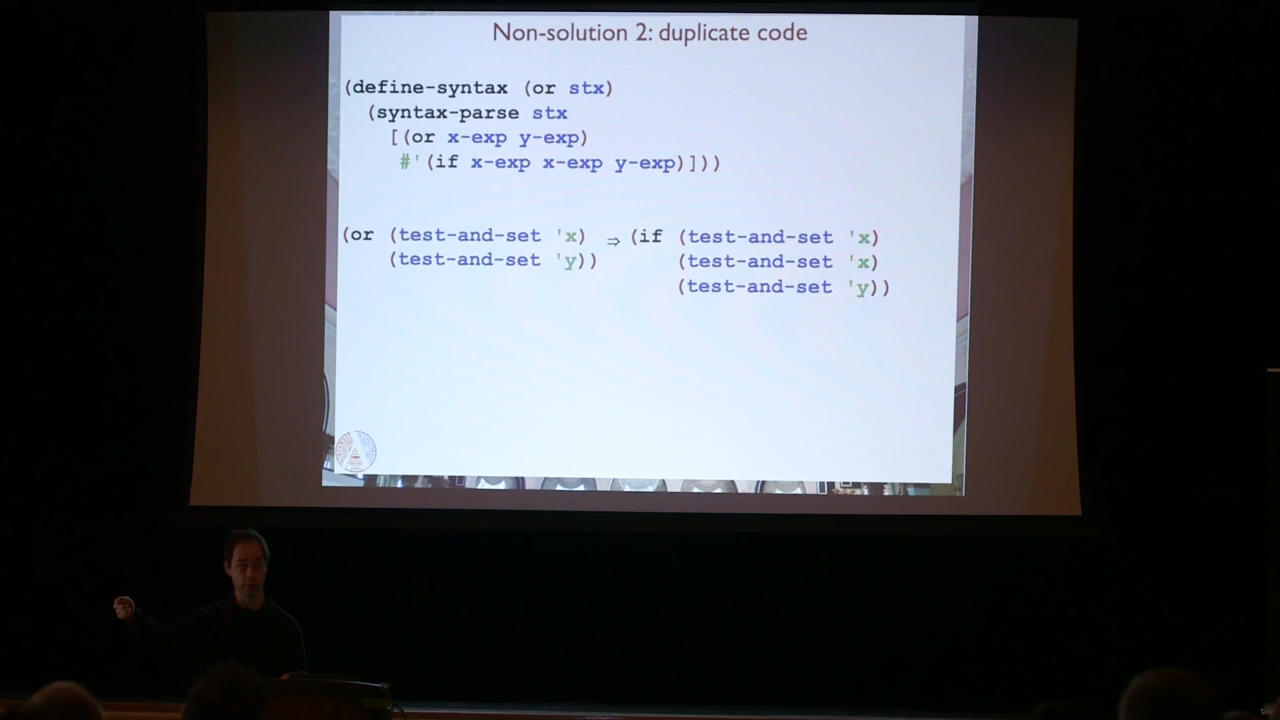 Non-solution 2: duplicate code
(define-syntax (or stx)
(syntax-parse stx
[(or x-exp y-exp)
#'(if x-exp x-exp y-exp)]))
(or (test-and-set 'x) ⇒ (if (test-and-set 'x)
(test-and-set 'y)) (test-and-set 'x)
(test-and-set 'y))